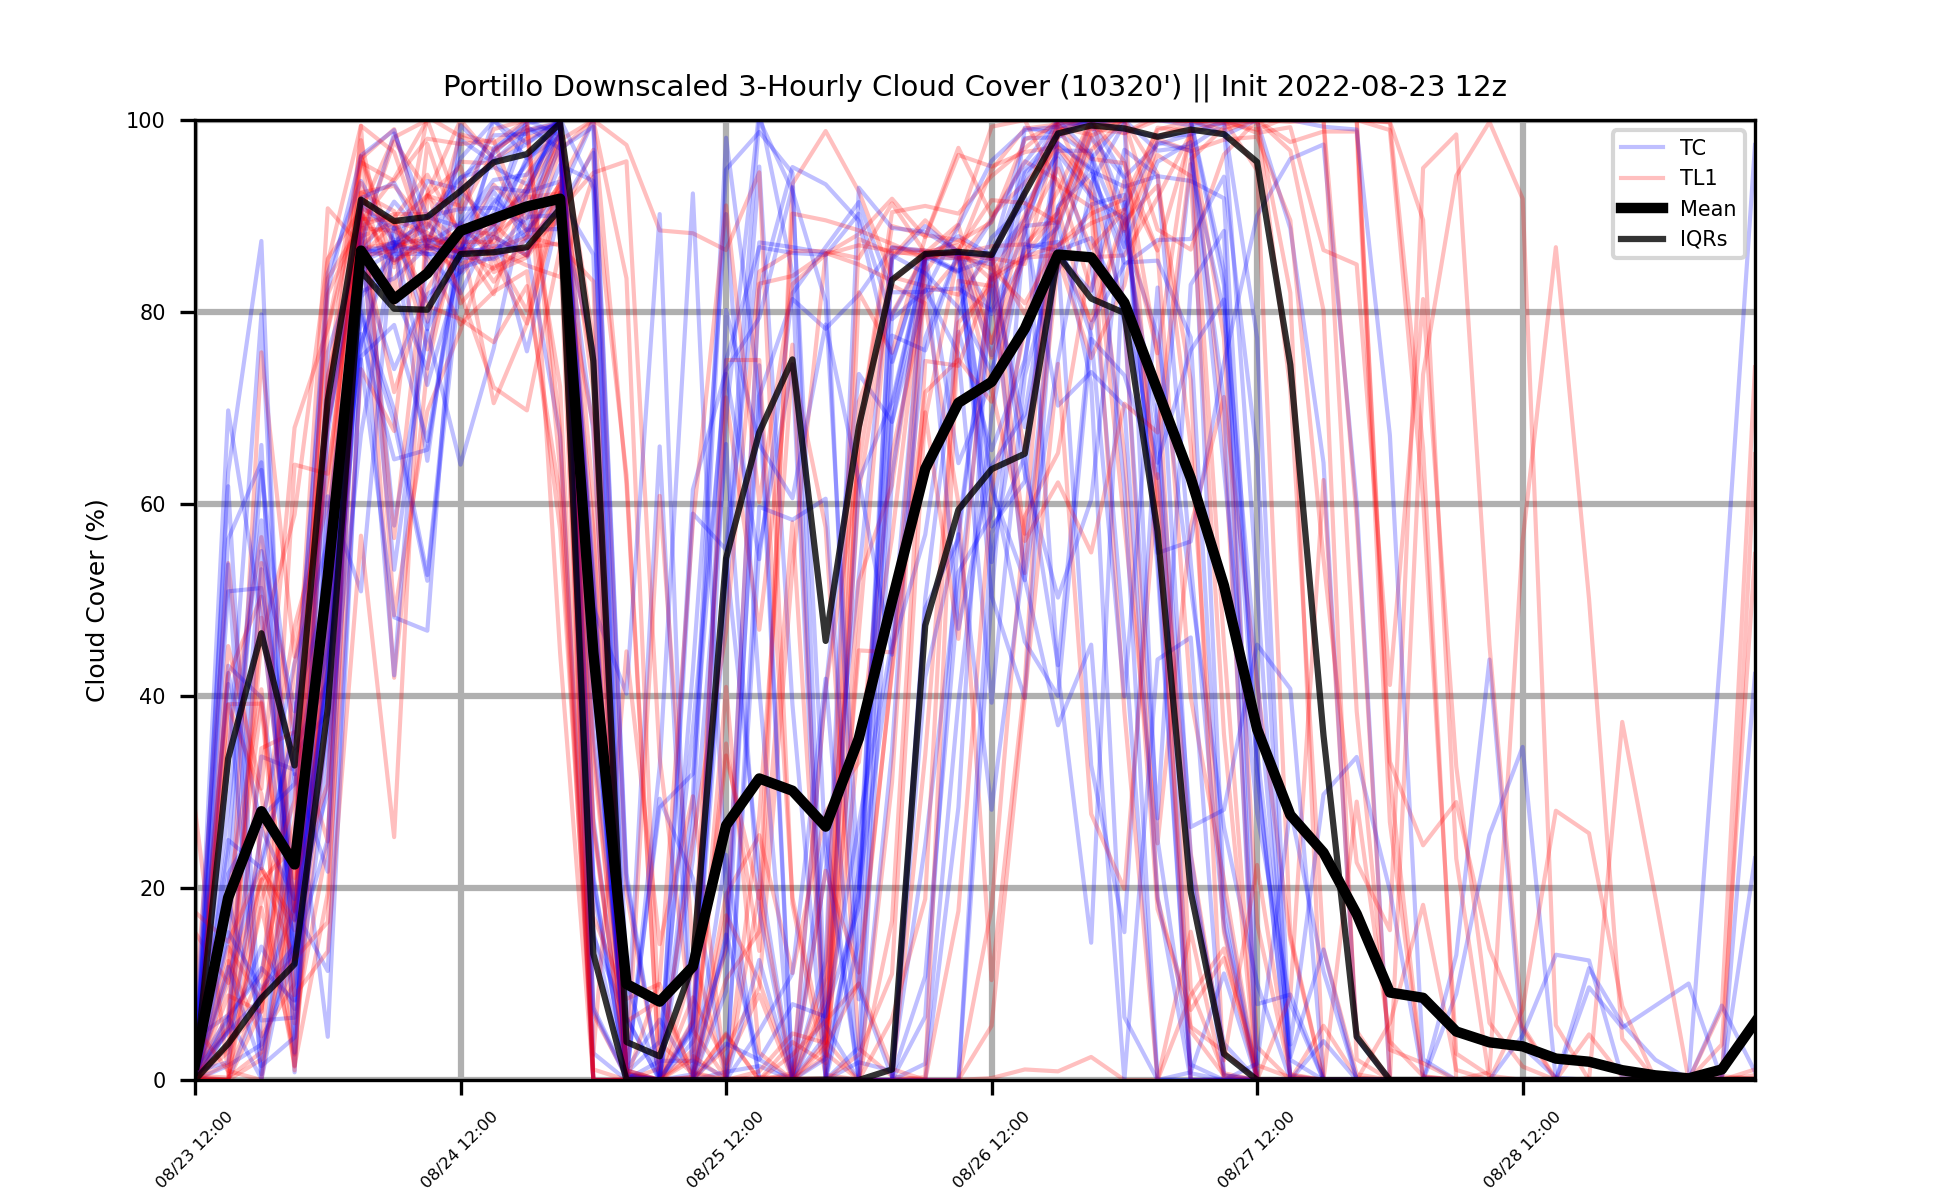 Portillo Downscaled 3-Hourly Cloud Cover (10320') || Init 2022-08-23 12z
Cloud Cover (%)
100
80
60
40
20
0
TC
TL1
Mean
IQRs
08/23 12:00
08/24 12:00
08/25 12:00
08/26 12:00
08/27 12:00
08/28 12:00